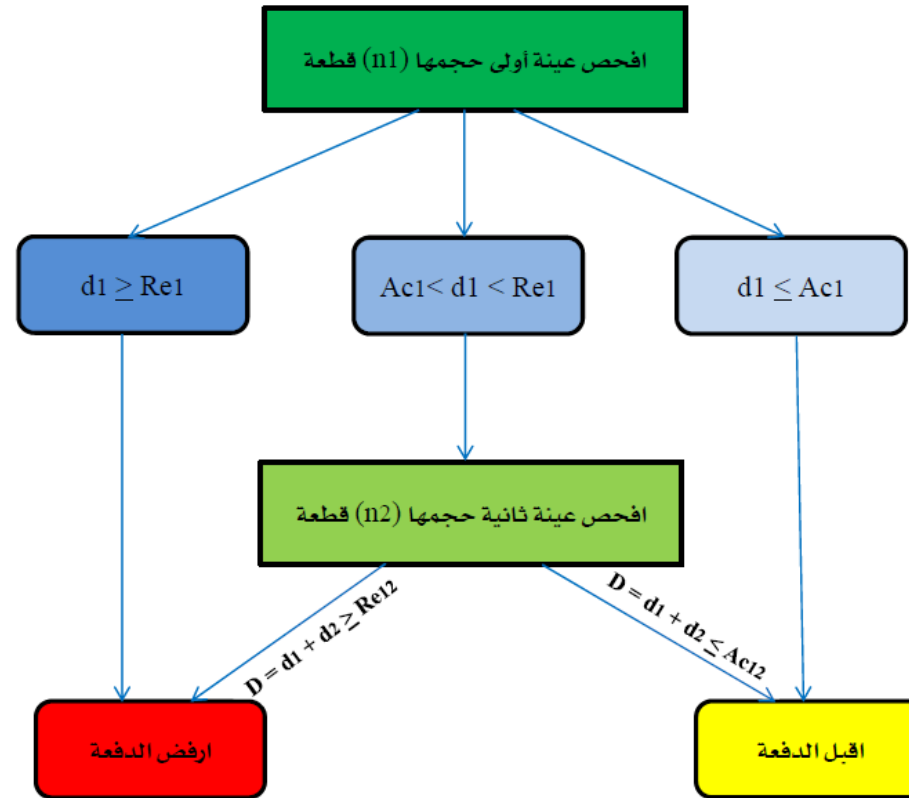 افحص عينة أولى حجمها (n1) قطعة
d1 ≤ Ac1
Ac1< d1 < Re1
d1 ≥ Re1
افحص عينة ثانية حجمها (n2) قطعة
D = d1 + d2 ≤ Ac12
D = d1 + d2 ≥ Re12
اقبل الدفعة
ارفض الدفعة